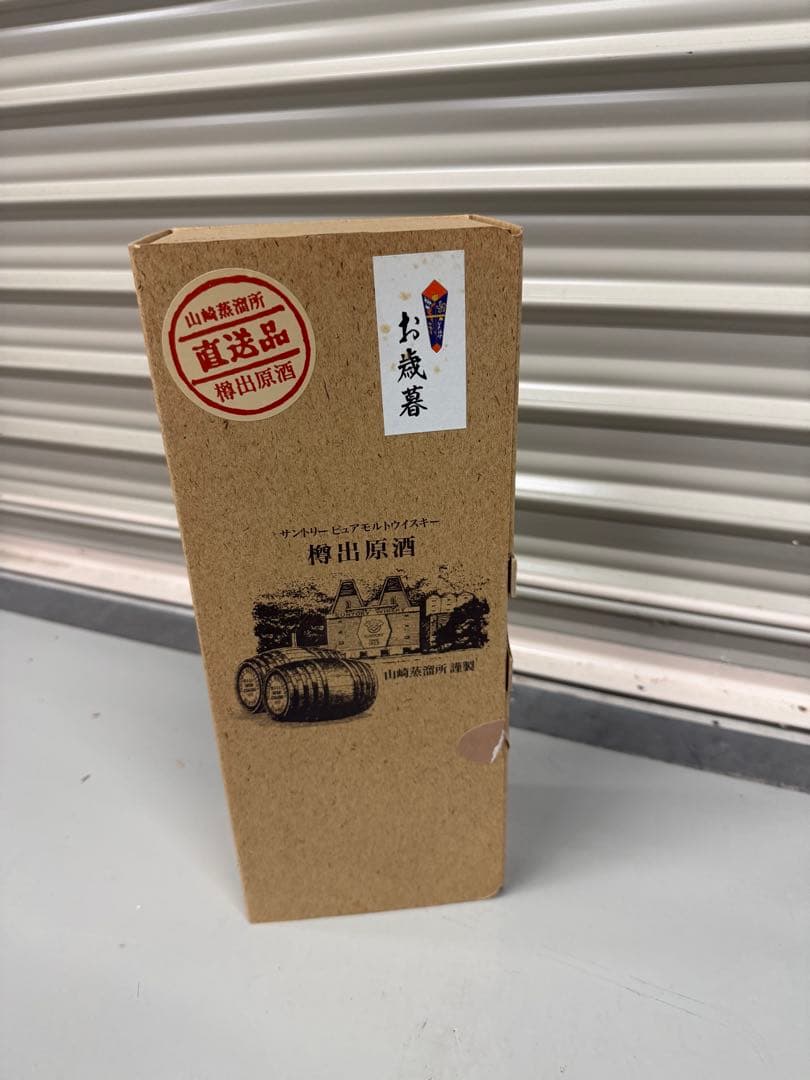 山崎蒸溜所
直送品
樽出原酒
お歳暮
サントリー ピュアモルトウイスキー
樽出原酒
山崎蒸溜所 謹製